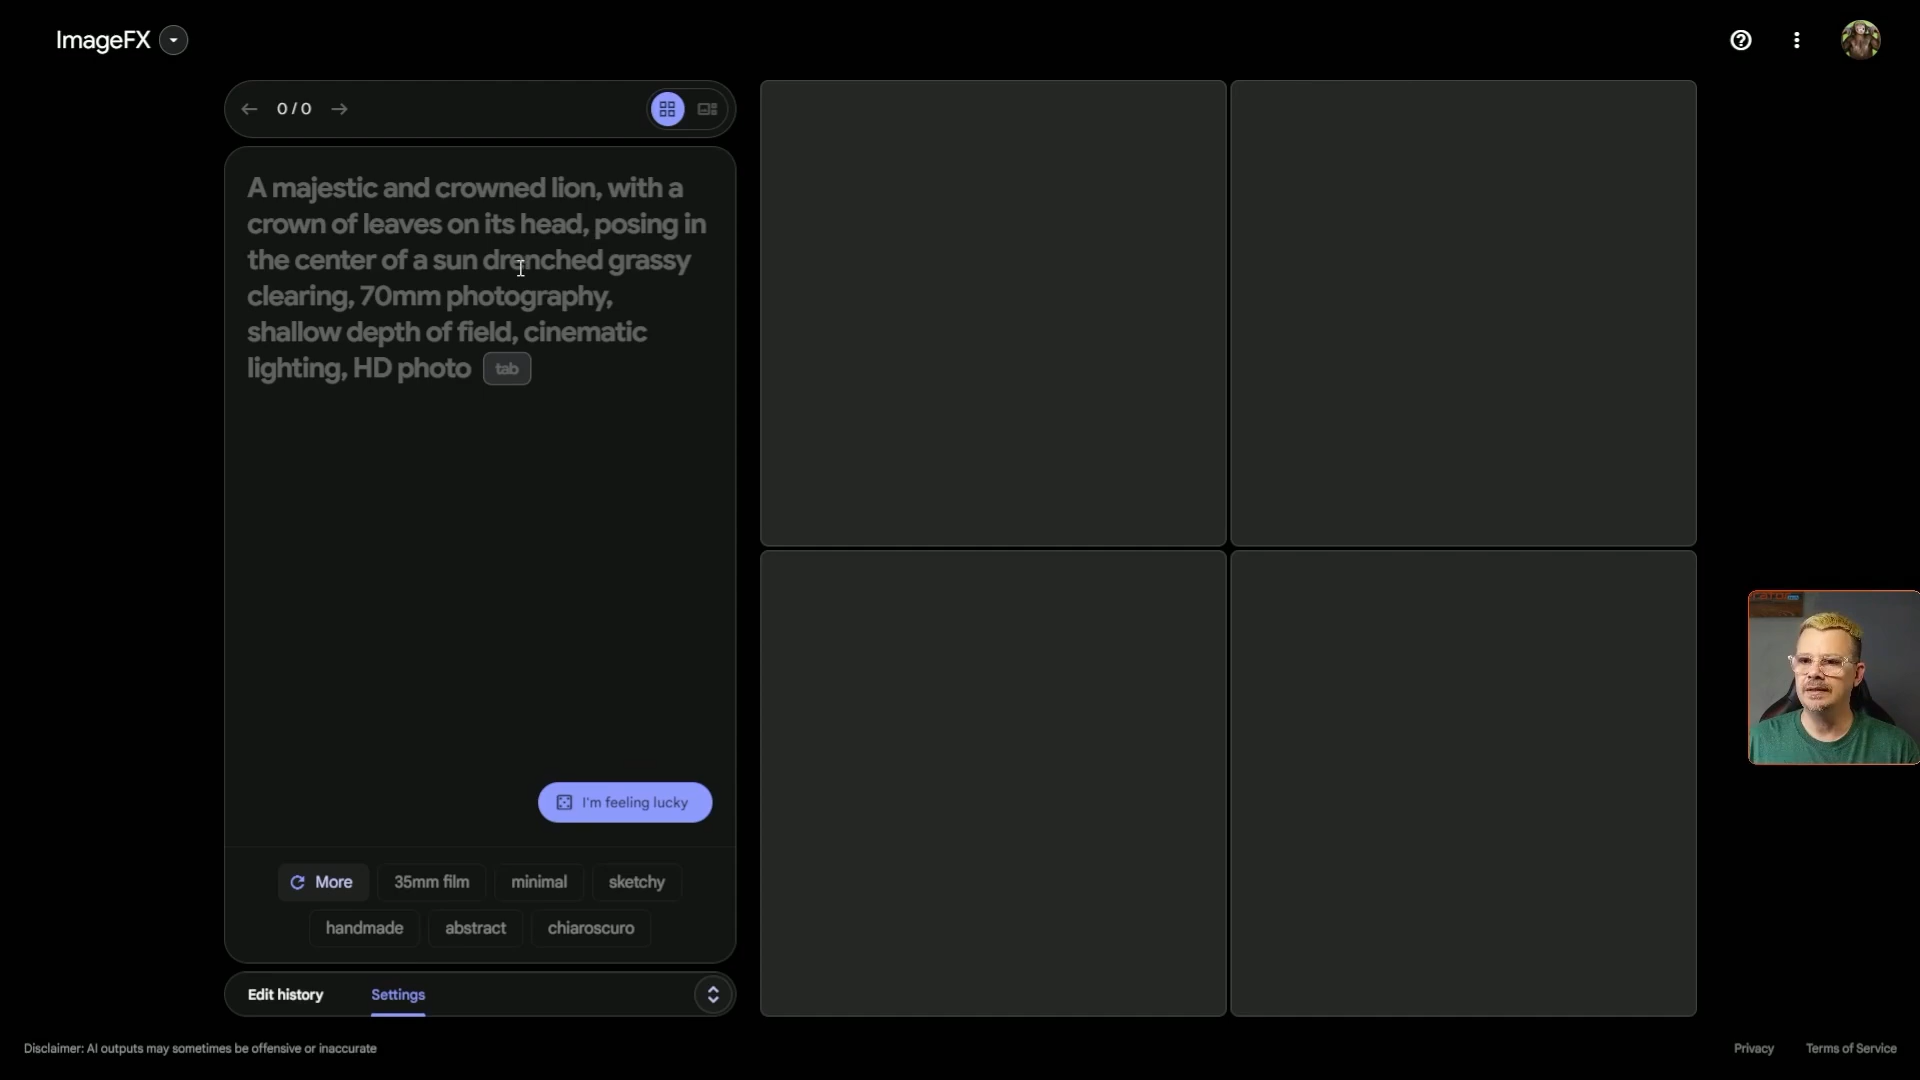 ImageFX
0 / 0
A majestic and crowned lion, with a
crown of leaves on its head, posing in
the center of a sun drenched grassy
clearing, 70mm photography,
shallow depth of field, cinematic
lighting, HD photo tab
I'm feeling lucky
More 35mm film minimal sketchy
handmade abstract chiaroscuro
Edit history Settings
Disclaimer: AI outputs may sometimes be offensive or inaccurate
Privacy Terms of Service